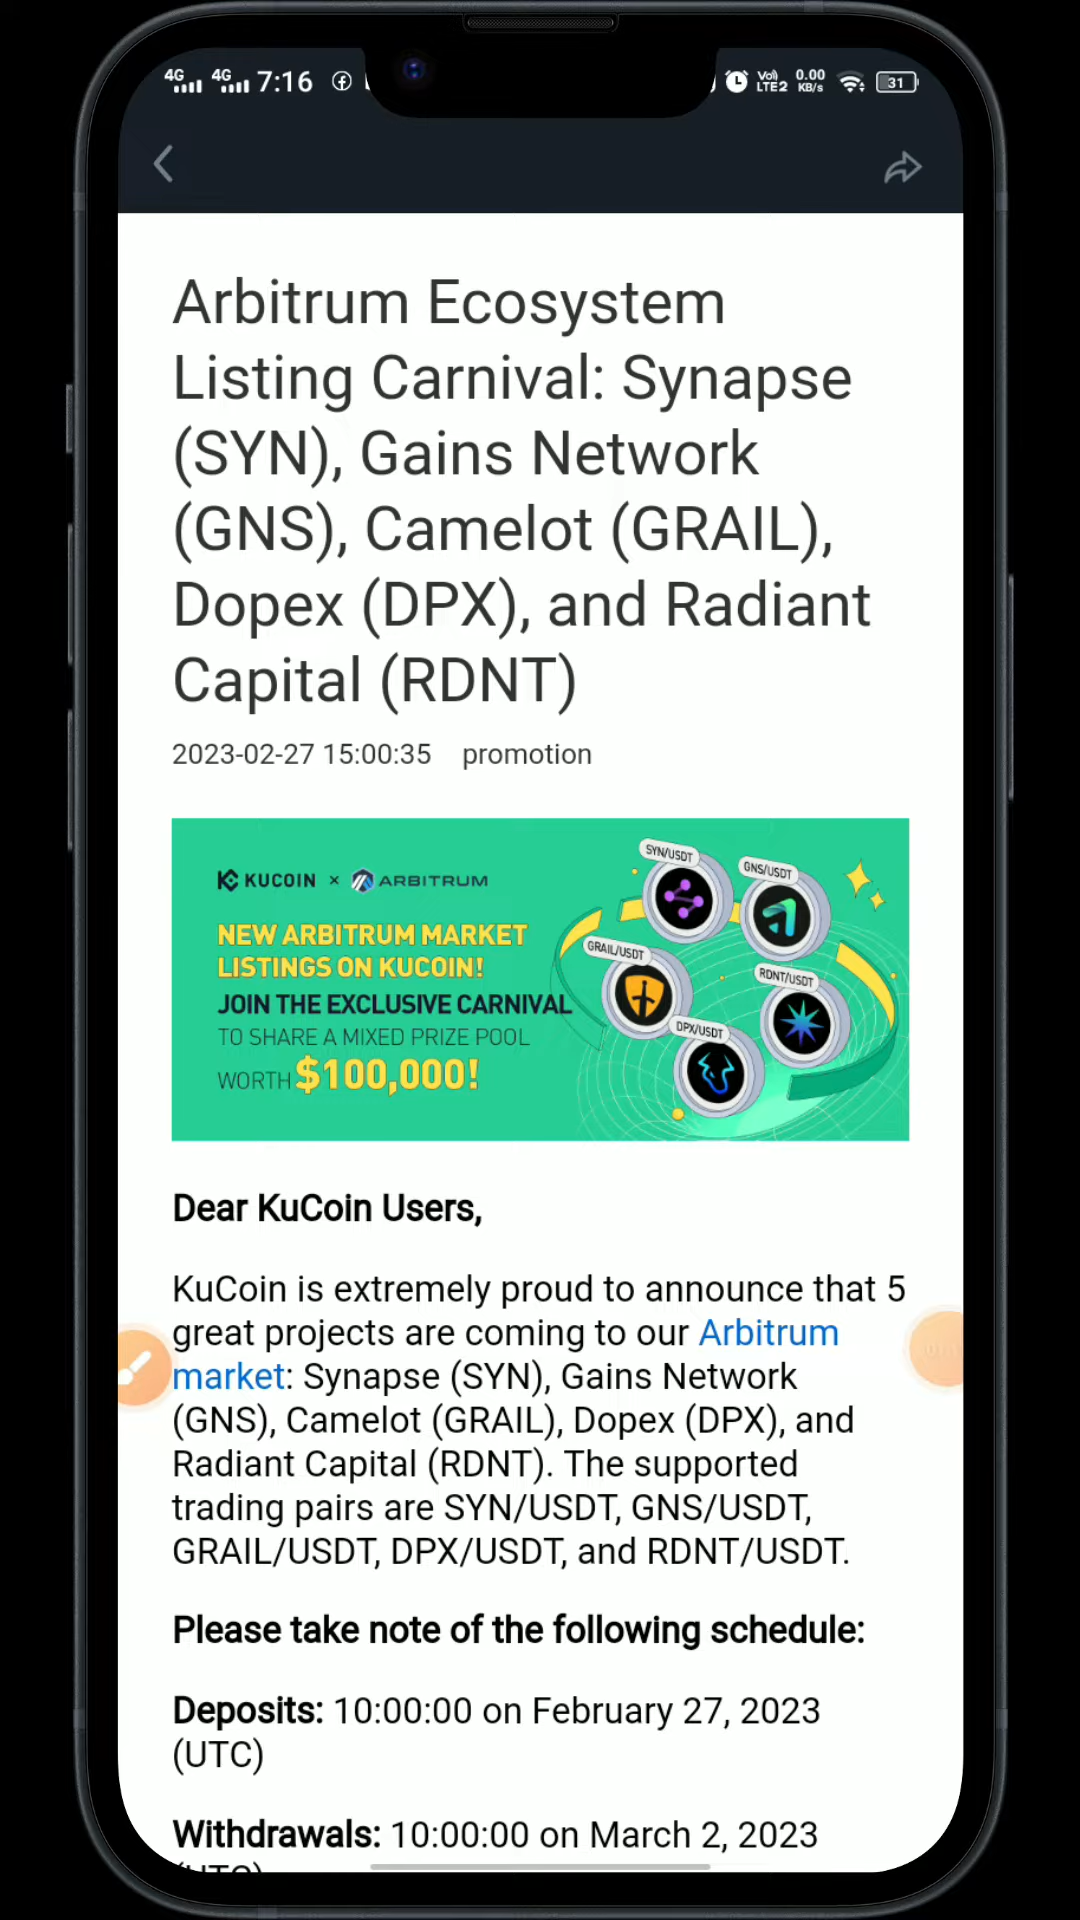 4G 4G 7:16 Vo) LTE2 0.00 KB/s 31
Arbitrum Ecosystem
Listing Carnival: Synapse
(SYN), Gains Network
(GNS), Camelot (GRAIL),
Dopex (DPX), and Radiant
Capital (RDNT)
2023-02-27 15:00:35 promotion
KUCOIN × ARBITRUM
NEW ARBITRUM MARKET
LISTINGS ON KUCOIN!
JOIN THE EXCLUSIVE CARNIVAL
TO SHARE A MIXED PRIZE POOL
WORTH $100,000!
SYN/USDT
GNS/USDT
GRAIL/USDT
RDNT/USDT
DPX/USDT
Dear KuCoin Users,
KuCoin is extremely proud to announce that 5
great projects are coming to our Arbitrum
market: Synapse (SYN), Gains Network
(GNS), Camelot (GRAIL), Dopex (DPX), and
Radiant Capital (RDNT). The supported
trading pairs are SYN/USDT, GNS/USDT,
GRAIL/USDT, DPX/USDT, and RDNT/USDT.
Please take note of the following schedule:
Deposits: 10:00:00 on February 27, 2023
(UTC)
Withdrawals: 10:00:00 on March 2, 2023
(UTC)